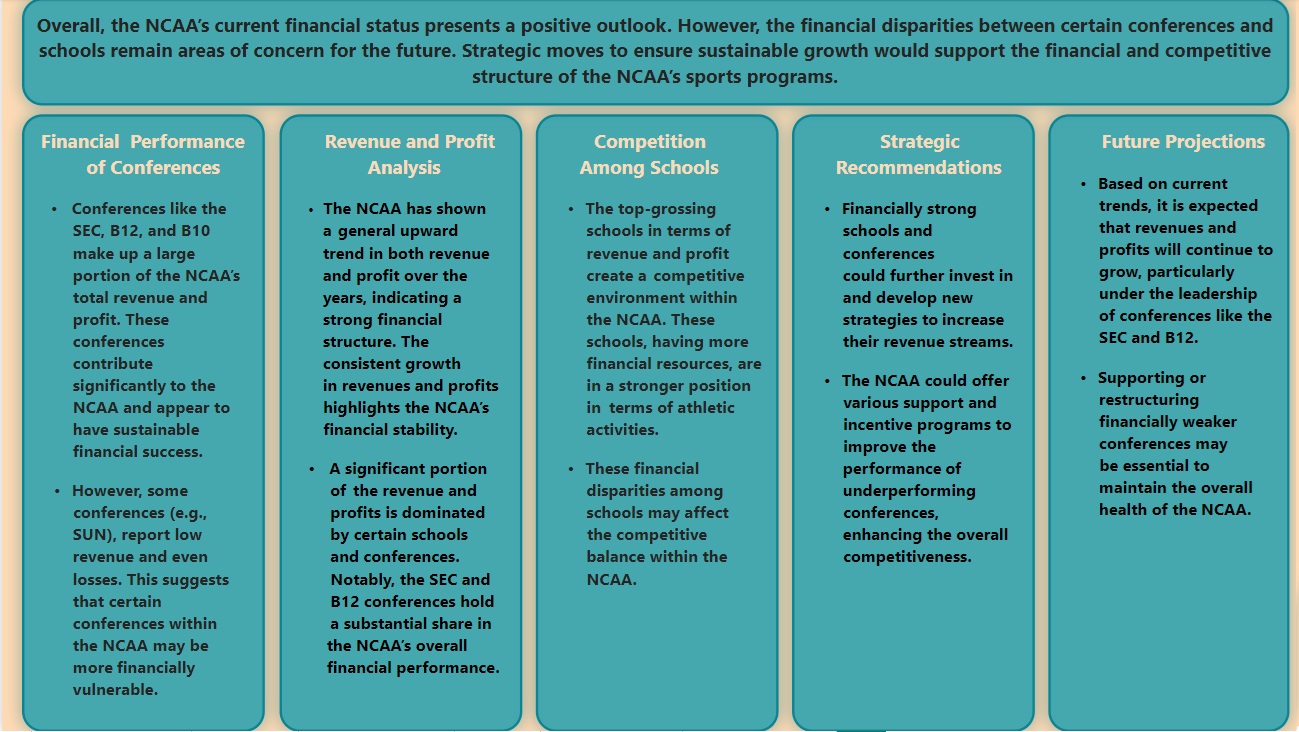 Overall, the NCAA's current financial status presents a positive outlook. However, the financial disparities between certain conferences and
schools remain areas of concern for the future. Strategic moves to ensure sustainable growth would support the financial and competitive
structure of the NCAA's sports programs.
Financial Performance
of Conferences
• Conferences like the
SEC, B12, and B10
make up a large
portion of the NCAA's
total revenue and
profit. These
conferences
contribute
significantly to the
NCAA and appear to
have sustainable
financial success.
• However, some
conferences (e.g.,
SUN), report low
revenue and even
losses. This suggests
that certain
conferences within
the NCAA may be
more financially
vulnerable.
Revenue and Profit
Analysis
• The NCAA has shown
a general upward
trend in both revenue
and profit over the
years, indicating a
strong financial
structure. The
consistent growth
in revenues and profits
highlights the NCAA's
financial stability.
• A significant portion
of the revenue and
profits is dominated
by certain schools
and conferences.
Notably, the SEC and
B12 conferences hold
a substantial share in
the NCAA's overall
financial performance.
Competition
Among Schools
• The top-grossing
schools in terms of
revenue and profit
create a competitive
environment within
the NCAA. These
schools, having more
financial resources, are
in a stronger position
in terms of athletic
activities.
• These financial
disparities among
schools may affect
the competitive
balance within the
NCAA.
Strategic
Recommendations
• Financially strong
schools and
conferences
could further invest in
and develop new
strategies to increase
their revenue streams.
• The NCAA could offer
various support and
incentive programs to
improve the
performance of
underperforming
conferences,
enhancing the overall
competitiveness.
Future Projections
• Based on current
trends, it is expected
that revenues and
profits will continue to
grow, particularly
under the leadership
of conferences like the
SEC and B12.
• Supporting or
restructuring
financially weaker
conferences may
be essential to
maintain the overall
health of the NCAA.